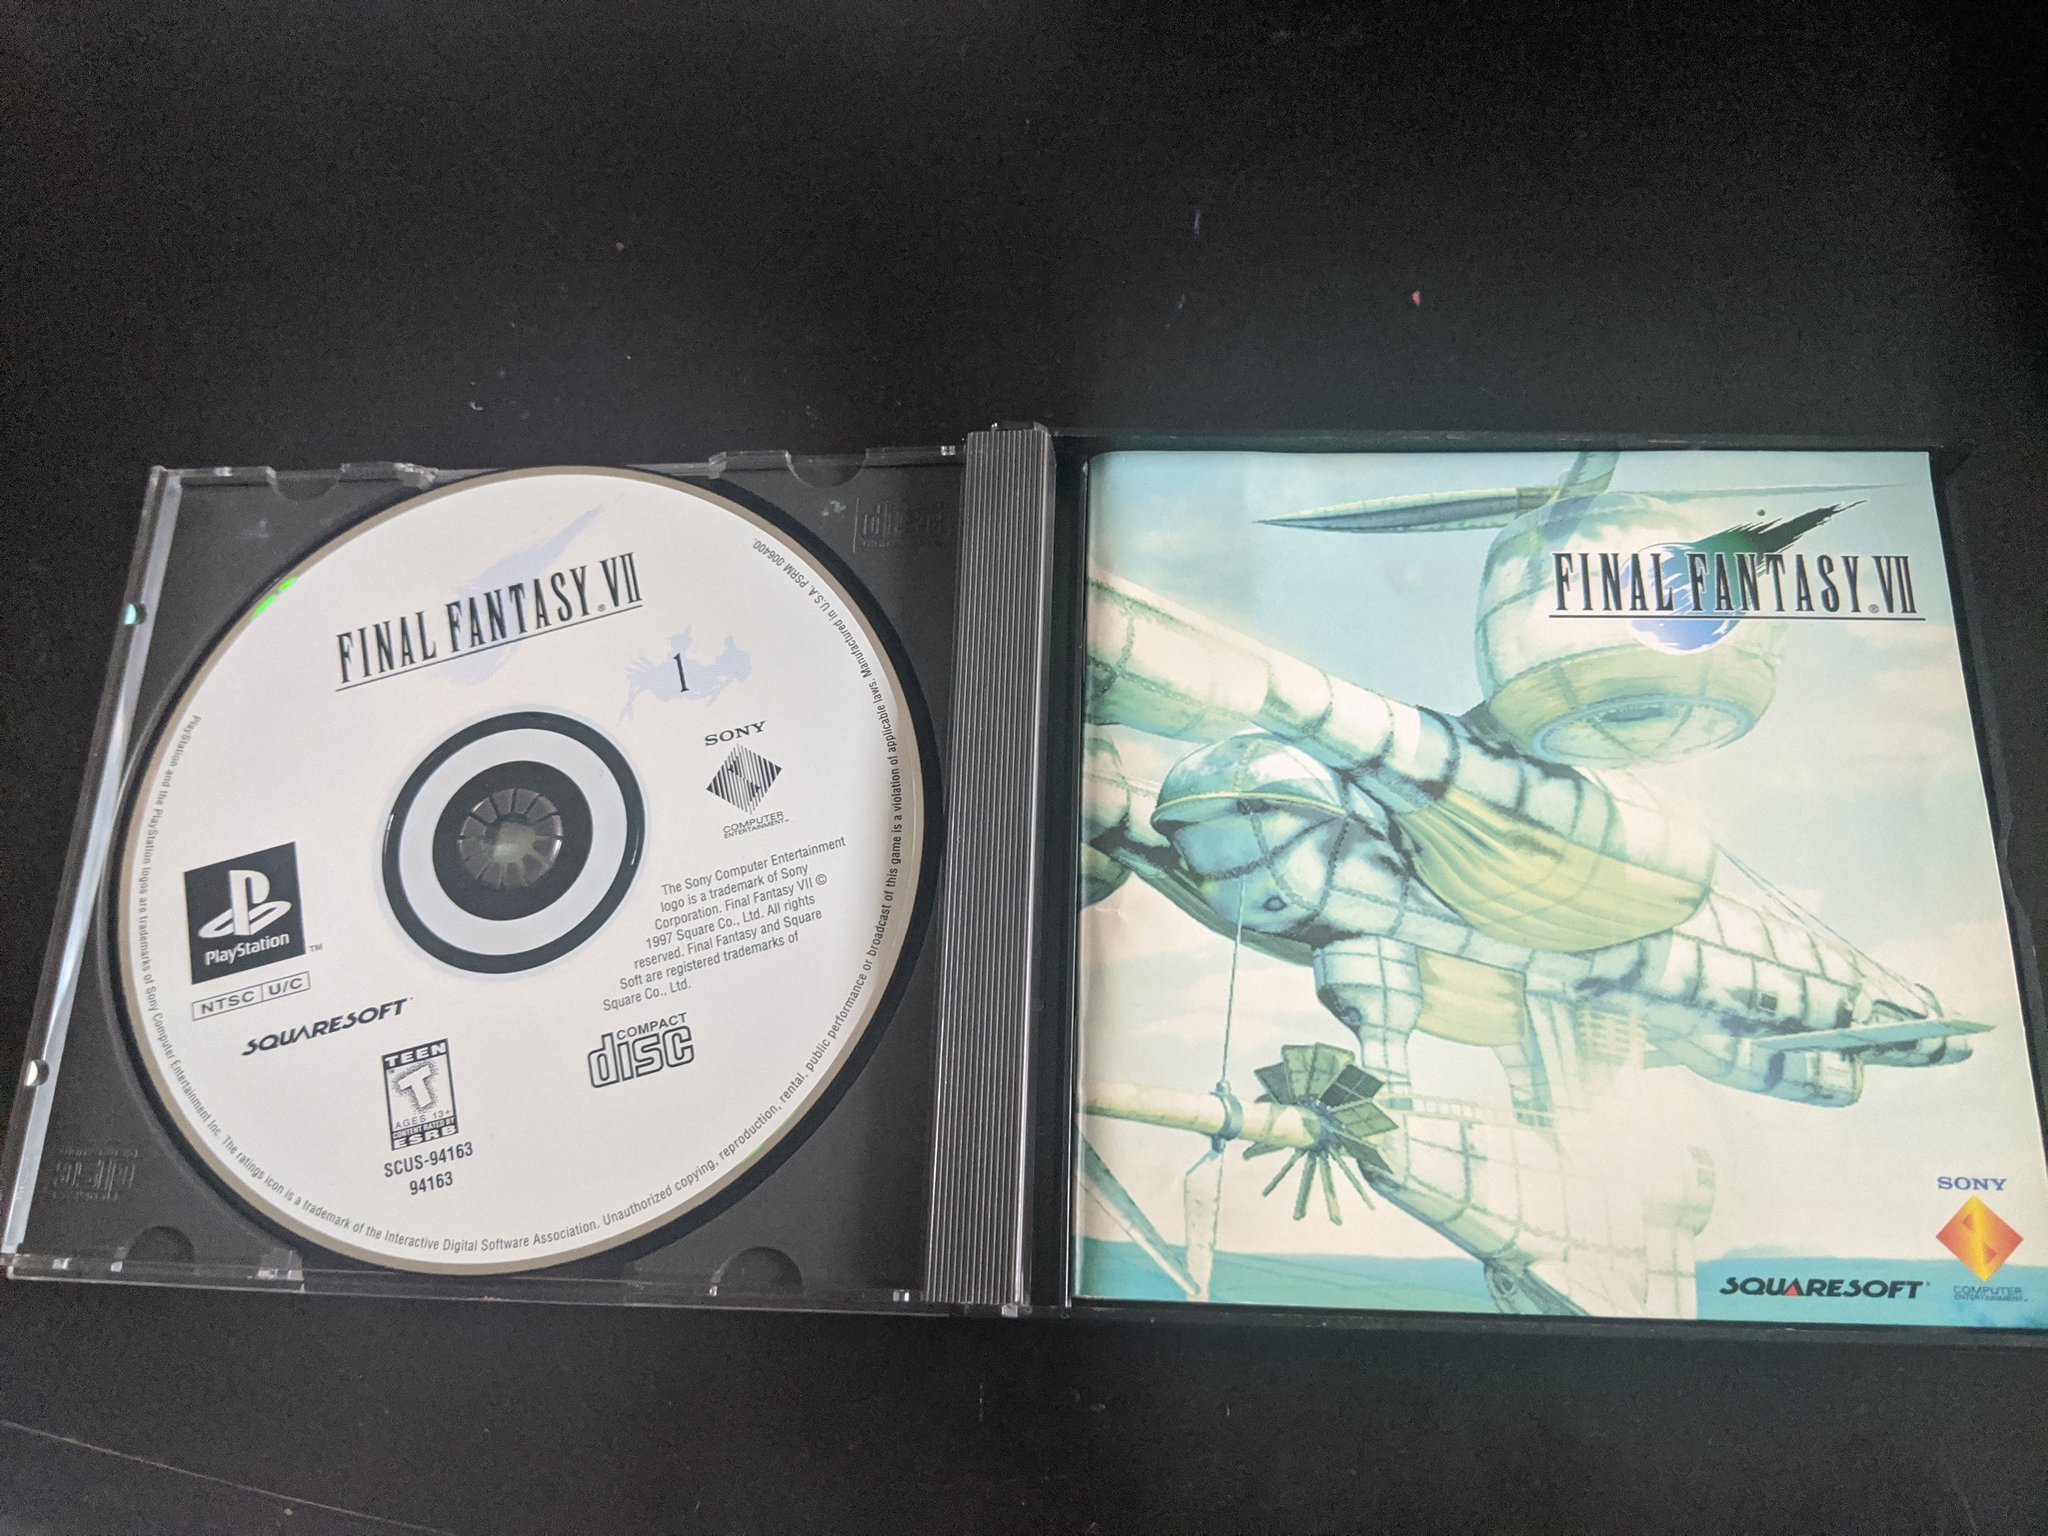 FINAL FANTASY® VII
1
SONY
COMPUTER
ENTERTAINMENT™
The Sony Computer Entertainment
logo is a trademark of Sony
Corporation. Final Fantasy VII ©
1997 Square Co., Ltd. All rights
reserved. Final Fantasy and Square
Soft are registered trademarks of
Square Co., Ltd.
PlayStation™
NTSC U/C
SQUARESOFT
COMPACT
disc
TEEN
T
AGES 13+
CONTENT RATED BY
ESRB
SCUS-94163
94163
PlayStation and the PlayStation logos are trademarks of Sony Computer Entertainment Inc. The ratings icon is a trademark of the Interactive Digital Software Association. Unauthorized copying, reproduction, rental, public performance or broadcast of this game is a violation of applicable laws. Manufactured in U.S.A. PSRM 006400.
FINAL FANTASY® VII
SONY
COMPUTER
ENTERTAINMENT™
SQUARESOFT®